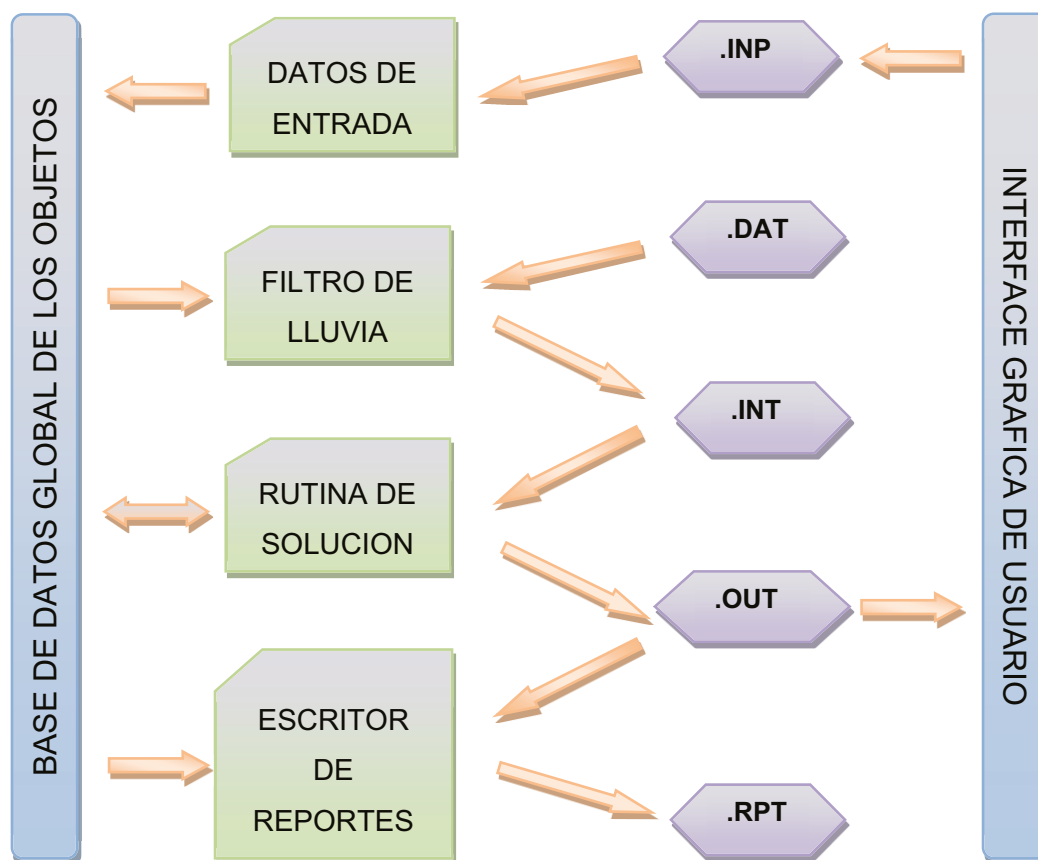 BASE DE DATOS GLOBAL DE LOS OBJETOS
DATOS DE
ENTRADA
.INP
FILTRO DE
LLUVIA
.DAT
.INT
RUTINA DE
SOLUCION
.OUT
ESCRITOR
DE
REPORTES
.RPT
INTERFACE GRAFICA DE USUARIO